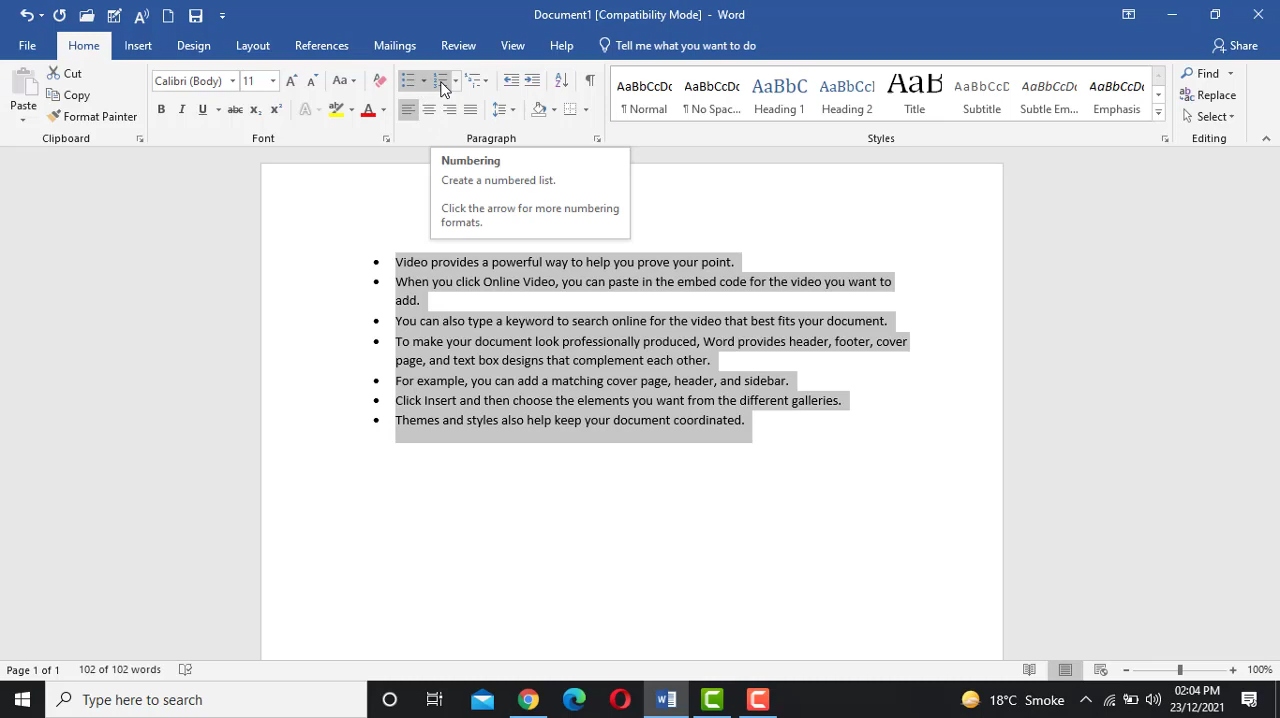 Document1 [Compatibility Mode] - Word
File Home Insert Design Layout References Mailings Review View Help Tell me what you want to do Share
Paste
Cut
Copy
Format Painter
Clipboard
Calibri (Body) 11 Aa
B I U abc x₂ x² A ab A
Font
Paragraph
AaBbCcDc AaBbCcDc AaBbC AaBbCcI AaB AaBbCcD AaBbCcDc AaBbCcDc
¶ Normal ¶ No Spac... Heading 1 Heading 2 Title Subtitle Subtle Em... Emphasis
Styles
Find
Replace
Select
Editing
Numbering
Create a numbered list.
Click the arrow for more numbering
formats.
• Video provides a powerful way to help you prove your point.
• When you click Online Video, you can paste in the embed code for the video you want to
add.
• You can also type a keyword to search online for the video that best fits your document.
• To make your document look professionally produced, Word provides header, footer, cover
page, and text box designs that complement each other.
• For example, you can add a matching cover page, header, and sidebar.
• Click Insert and then choose the elements you want from the different galleries.
• Themes and styles also help keep your document coordinated.
Page 1 of 1 102 of 102 words 100%
Type here to search
18°C Smoke
02:04 PM
23/12/2021